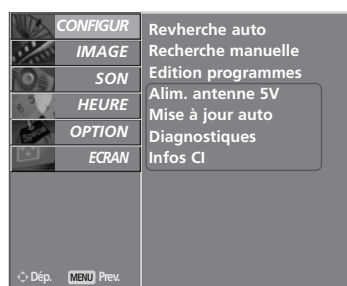 CONFIGUR
IMAGE
SON
HEURE
OPTION
ECRAN
Revherche auto
Recherche manuelle
Edition programmes
Alim. antenne 5V
Mise à jour auto
Diagnostiques
Infos CI
Dép. MENU Prev.